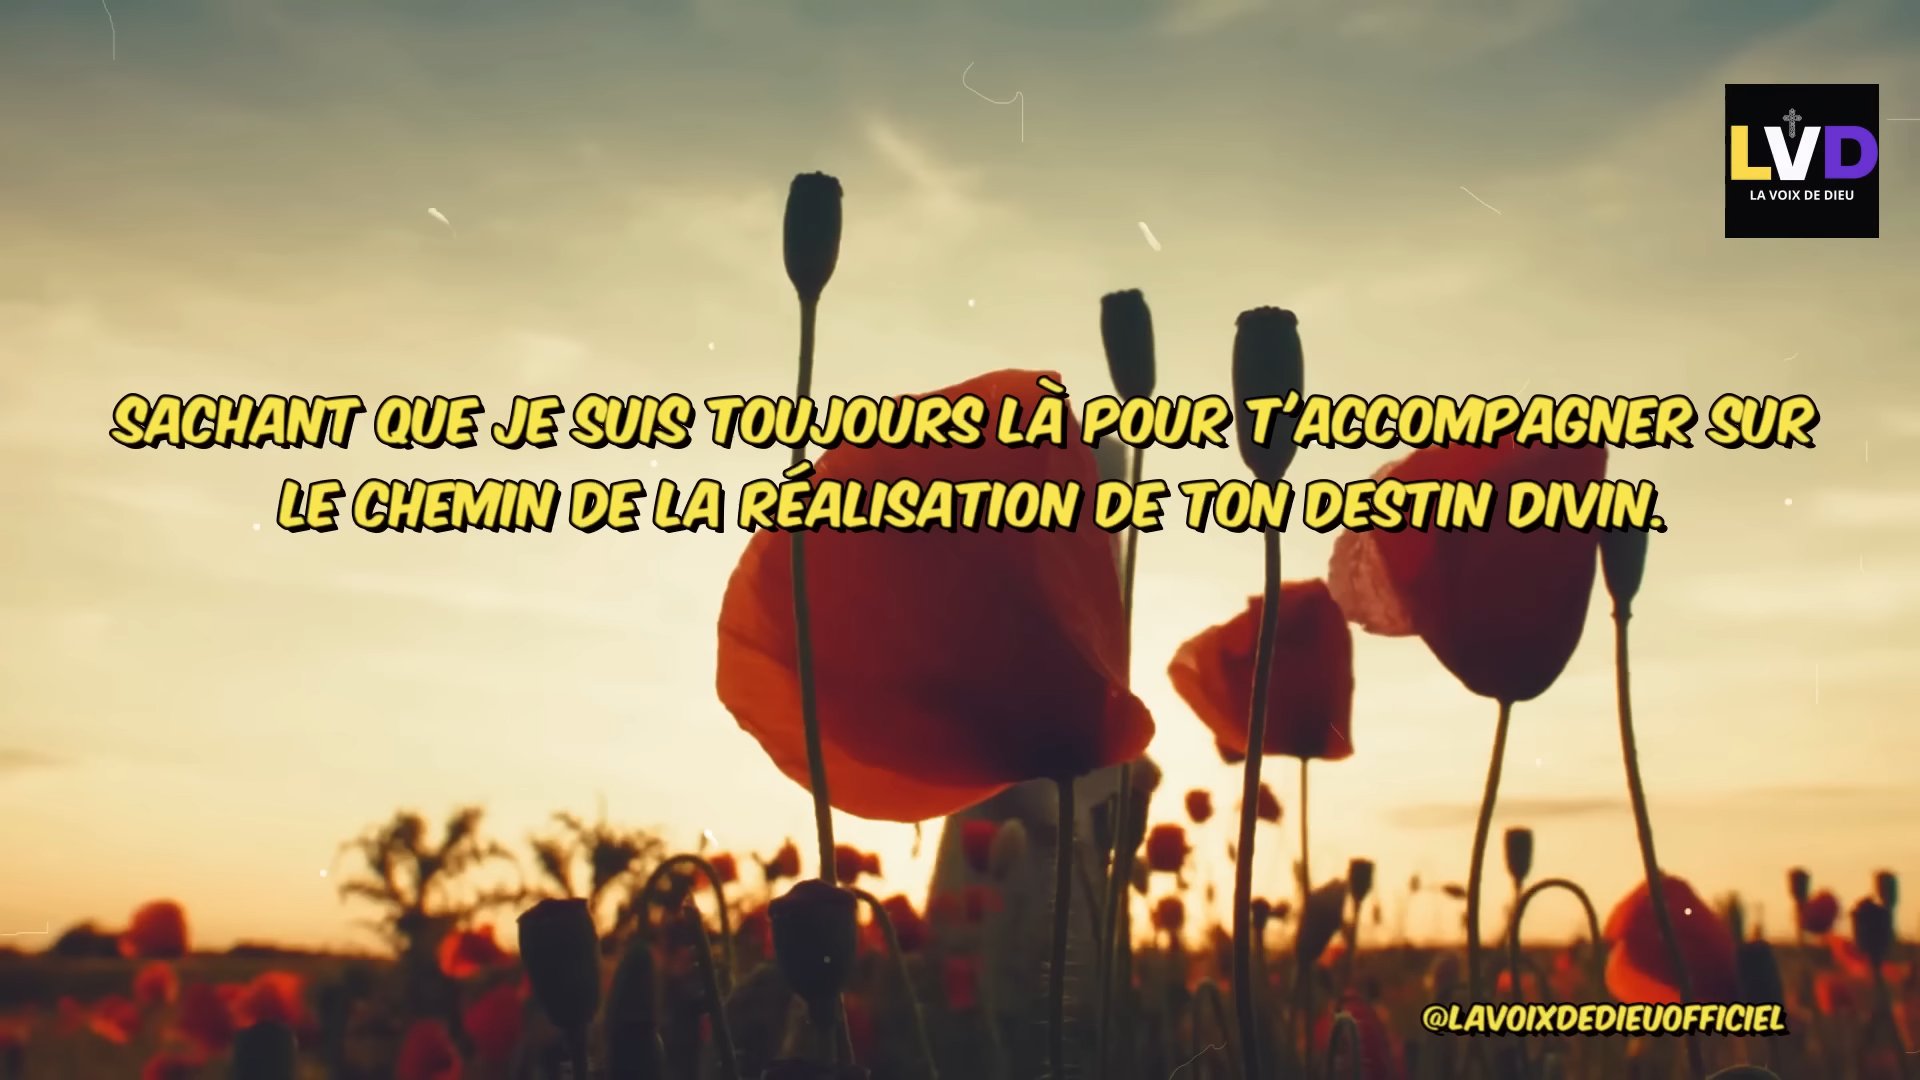 LVD
LA VOIX DE DIEU
SACHANT QUE JE SUIS TOUJOURS LÀ POUR T'ACCOMPAGNER SUR
LE CHEMIN DE LA RÉALISATION DE TON DESTIN DIVIN.
@LAVOIXDEDIEUOFFICIEL